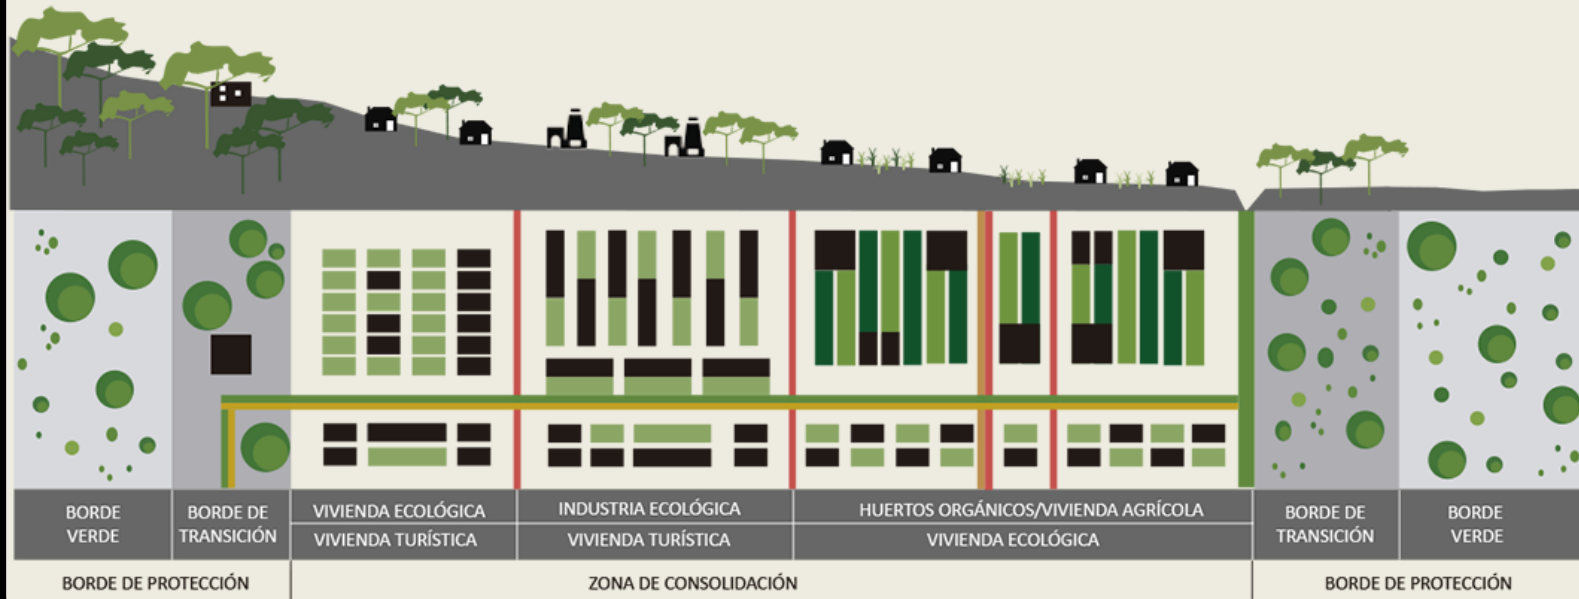 BORDE
VERDE
BORDE DE
TRANSICIÓN
VIVIENDA ECOLÓGICA
VIVIENDA TURÍSTICA
INDUSTRIA ECOLÓGICA
VIVIENDA TURÍSTICA
HUERTOS ORGÁNICOS/VIVIENDA AGRÍCOLA
VIVIENDA ECOLÓGICA
BORDE DE
TRANSICIÓN
BORDE
VERDE
BORDE DE PROTECCIÓN
ZONA DE CONSOLIDACIÓN
BORDE DE PROTECCIÓN